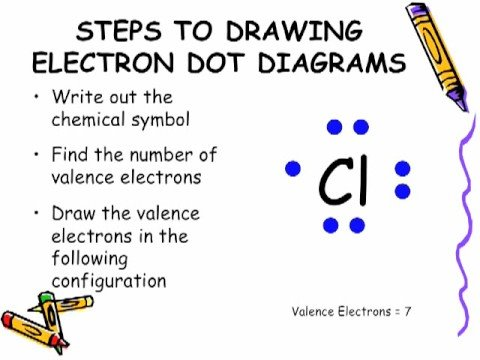 STEPS TO DRAWING
ELECTRON DOT DIAGRAMS
• Write out the
chemical symbol
• Find the number of
valence electrons
• Draw the valence
electrons in the
following
configuration
Cl
Valence Electrons = 7